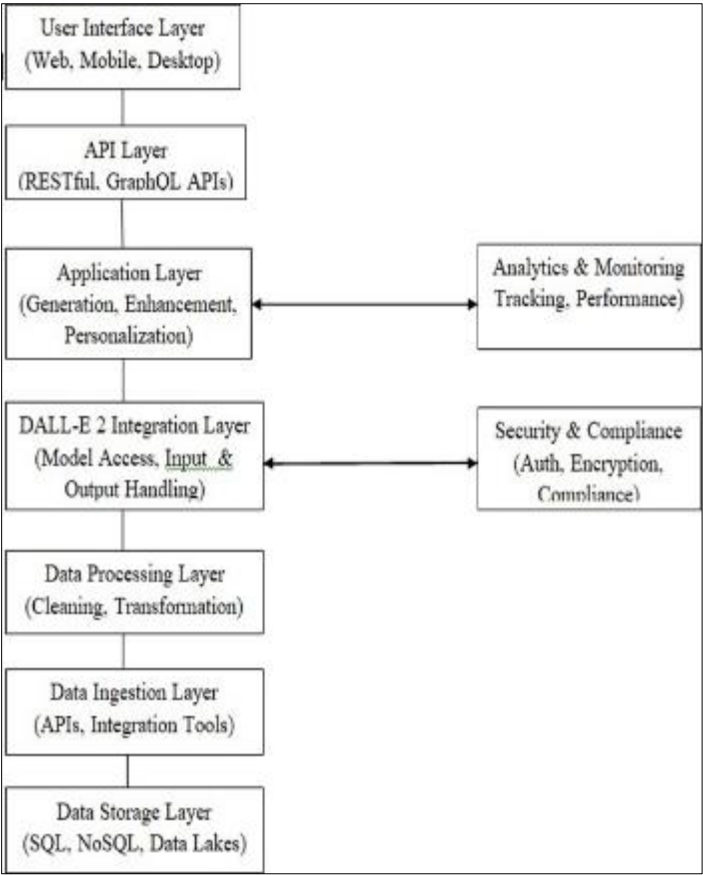 User Interface Layer
(Web, Mobile, Desktop)
API Layer
(RESTful, GraphQL APIs)
Application Layer
(Generation, Enhancement,
Personalization)
Analytics & Monitoring
Tracking, Performance)
DALL-E 2 Integration Layer
(Model Access, Input &
Output Handling)
Security & Compliance
(Auth, Encryption,
Compliance)
Data Processing Layer
(Cleaning, Transformation)
Data Ingestion Layer
(APIs, Integration Tools)
Data Storage Layer
(SQL, NoSQL, Data Lakes)